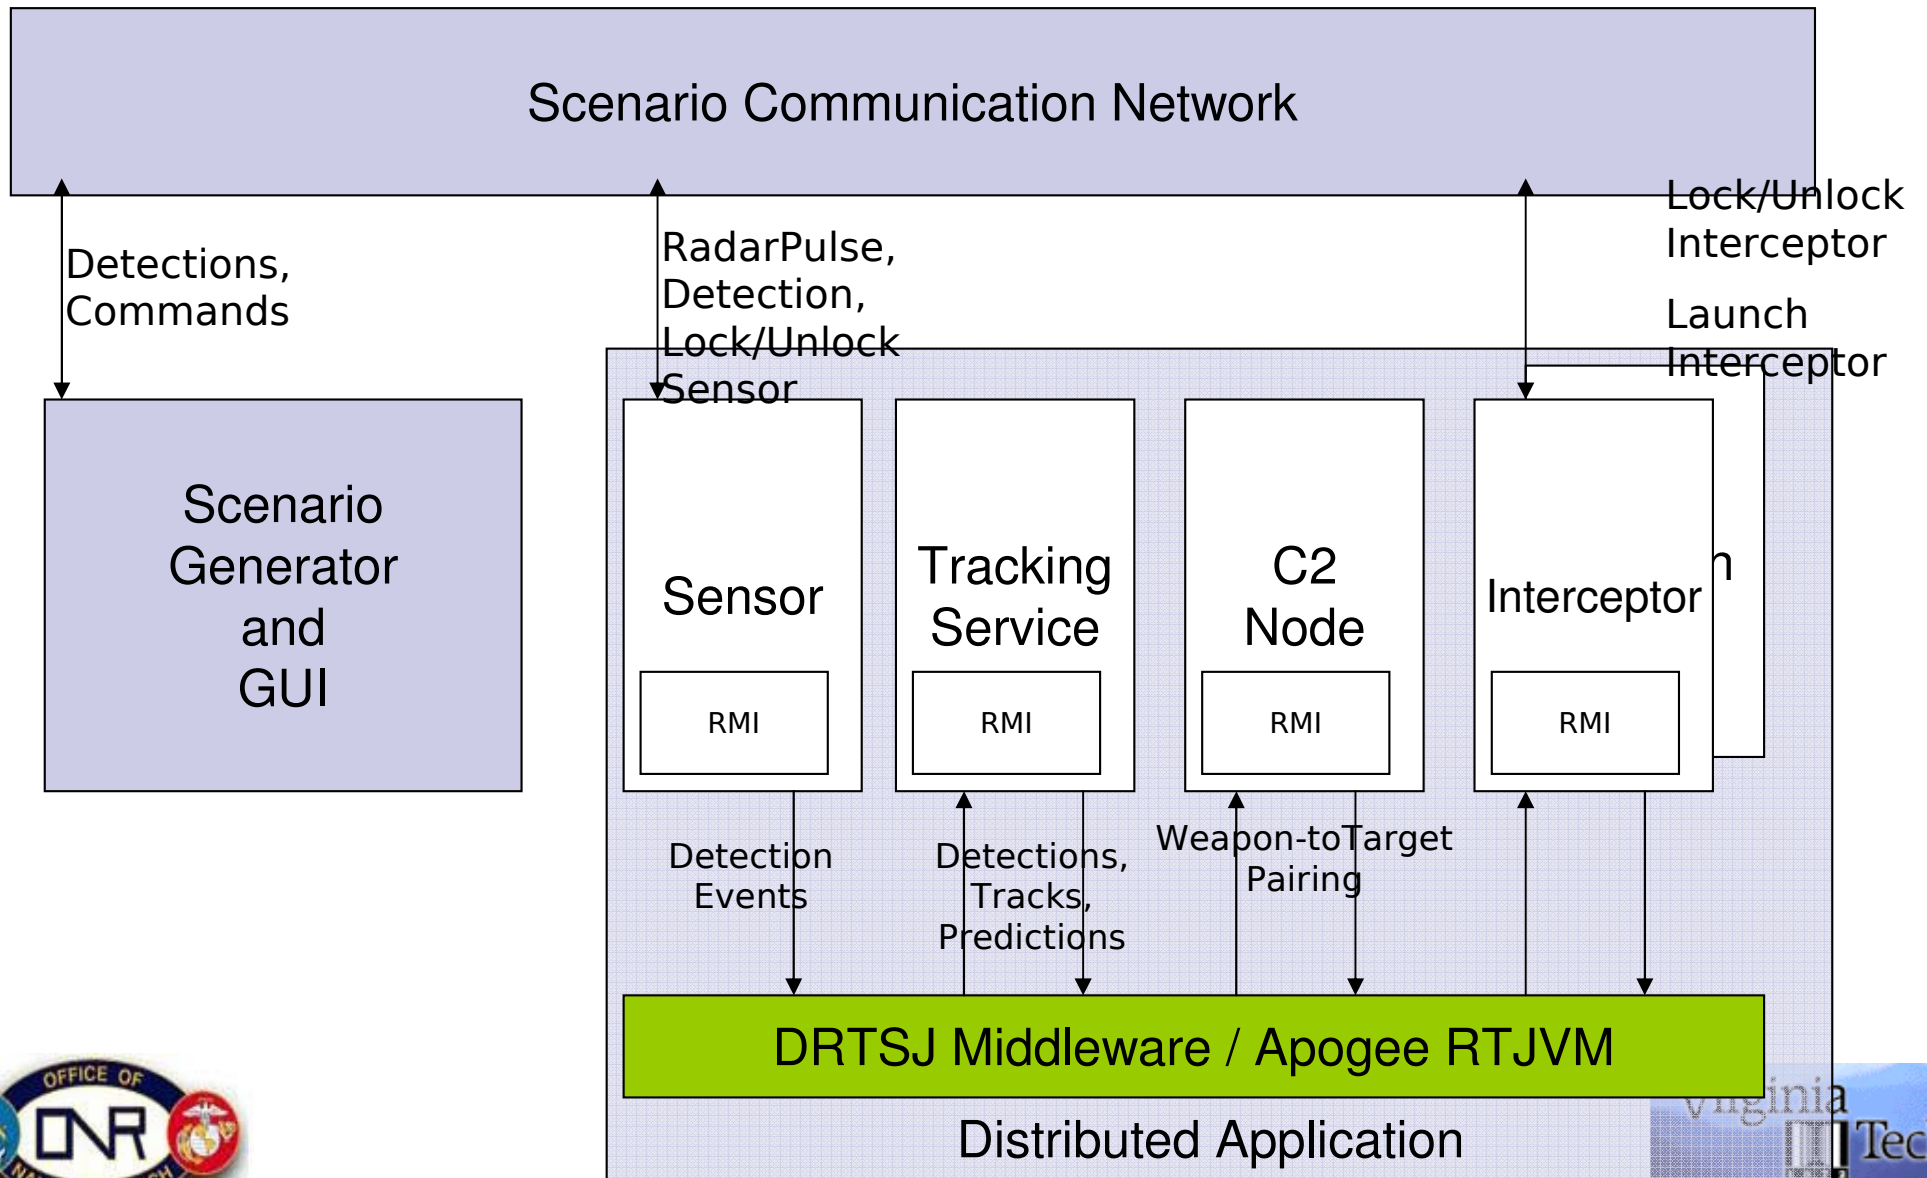 Scenario Communication Network
Detections,
Commands
RadarPulse,
Detection,
Lock/Unlock
Sensor
Lock/Unlock
Interceptor
Launch
Interceptor
Scenario
Generator
and
GUI
Sensor
RMI
Tracking
Service
RMI
C2
Node
RMI
Interceptor
RMI
n
Detection
Events
Detections,
Tracks,
Predictions
Weapon-toTarget
Pairing
DRTSJ Middleware / Apogee RTJVM
Distributed Application
OFFICE OF
ONR
Virginia
Tec